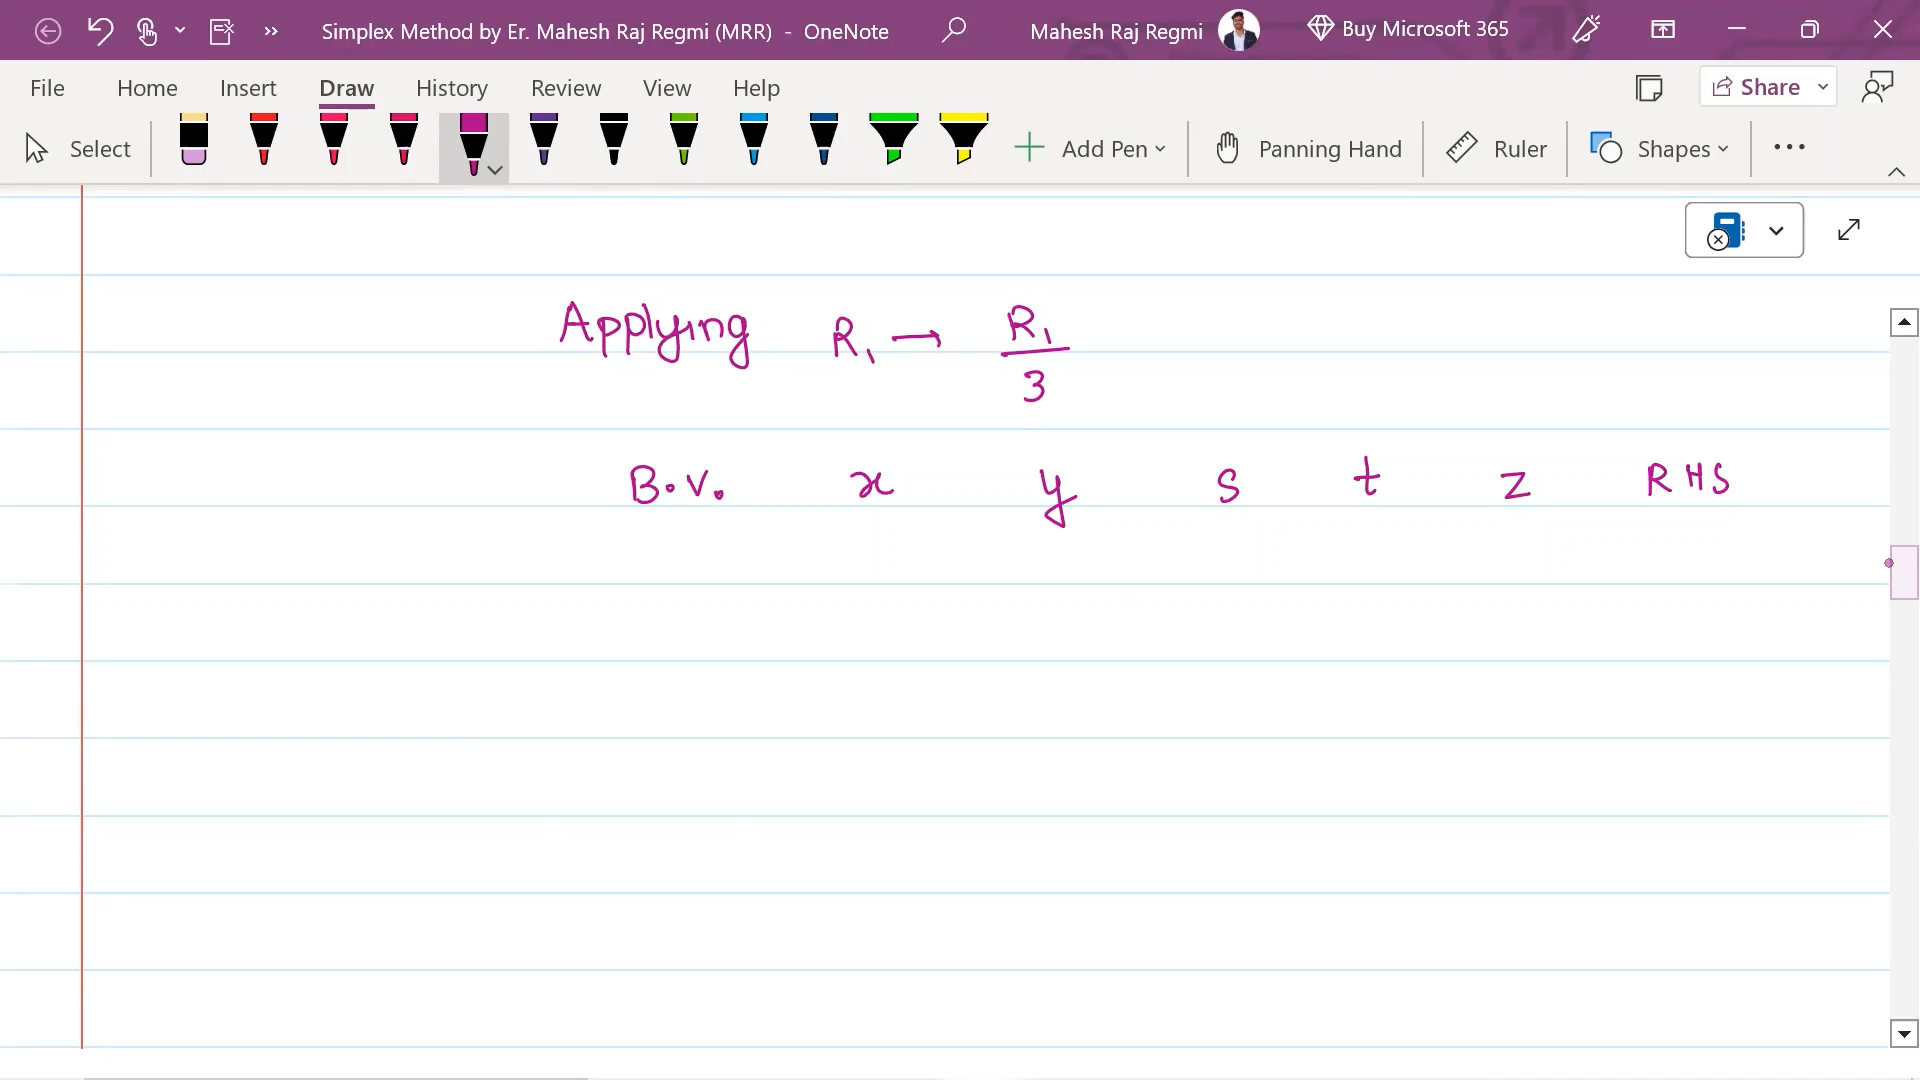 Simplex Method by Er. Mahesh Raj Regmi (MRR) - OneNote
Mahesh Raj Regmi
Buy Microsoft 365
File Home Insert Draw History Review View Help
Share
Select
Add Pen
Panning Hand
Ruler
Shapes
Applying R₁ → R₁/3
B.V. x y s t z RHS